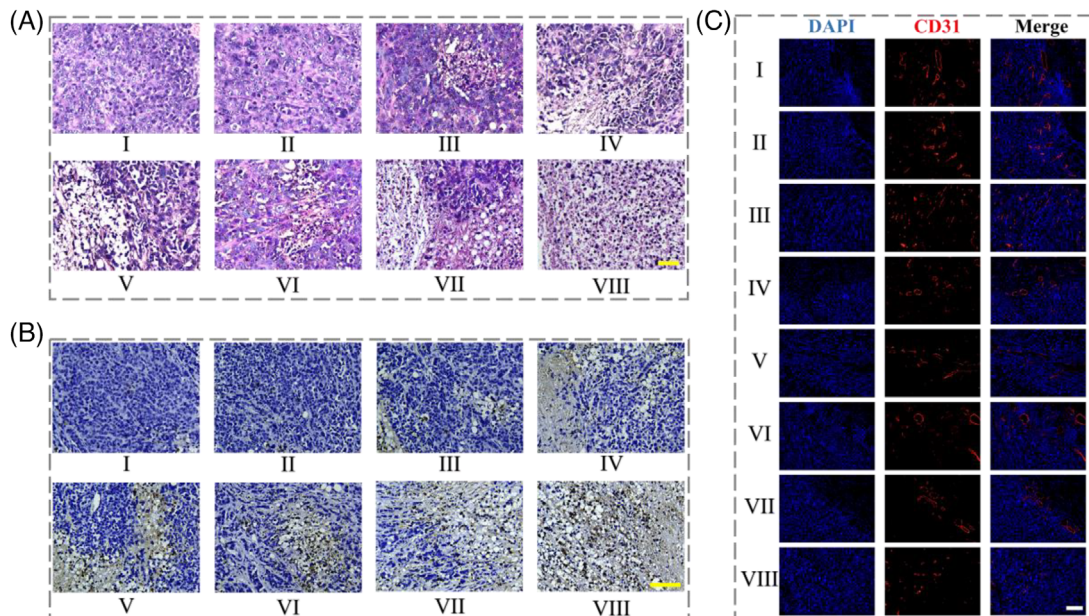 (A)
I II III IV
V VI VII VIII
(B)
I II III IV
V VI VII VIII
(C)
DAPI CD31 Merge
I
II
III
IV
V
VI
VII
VIII